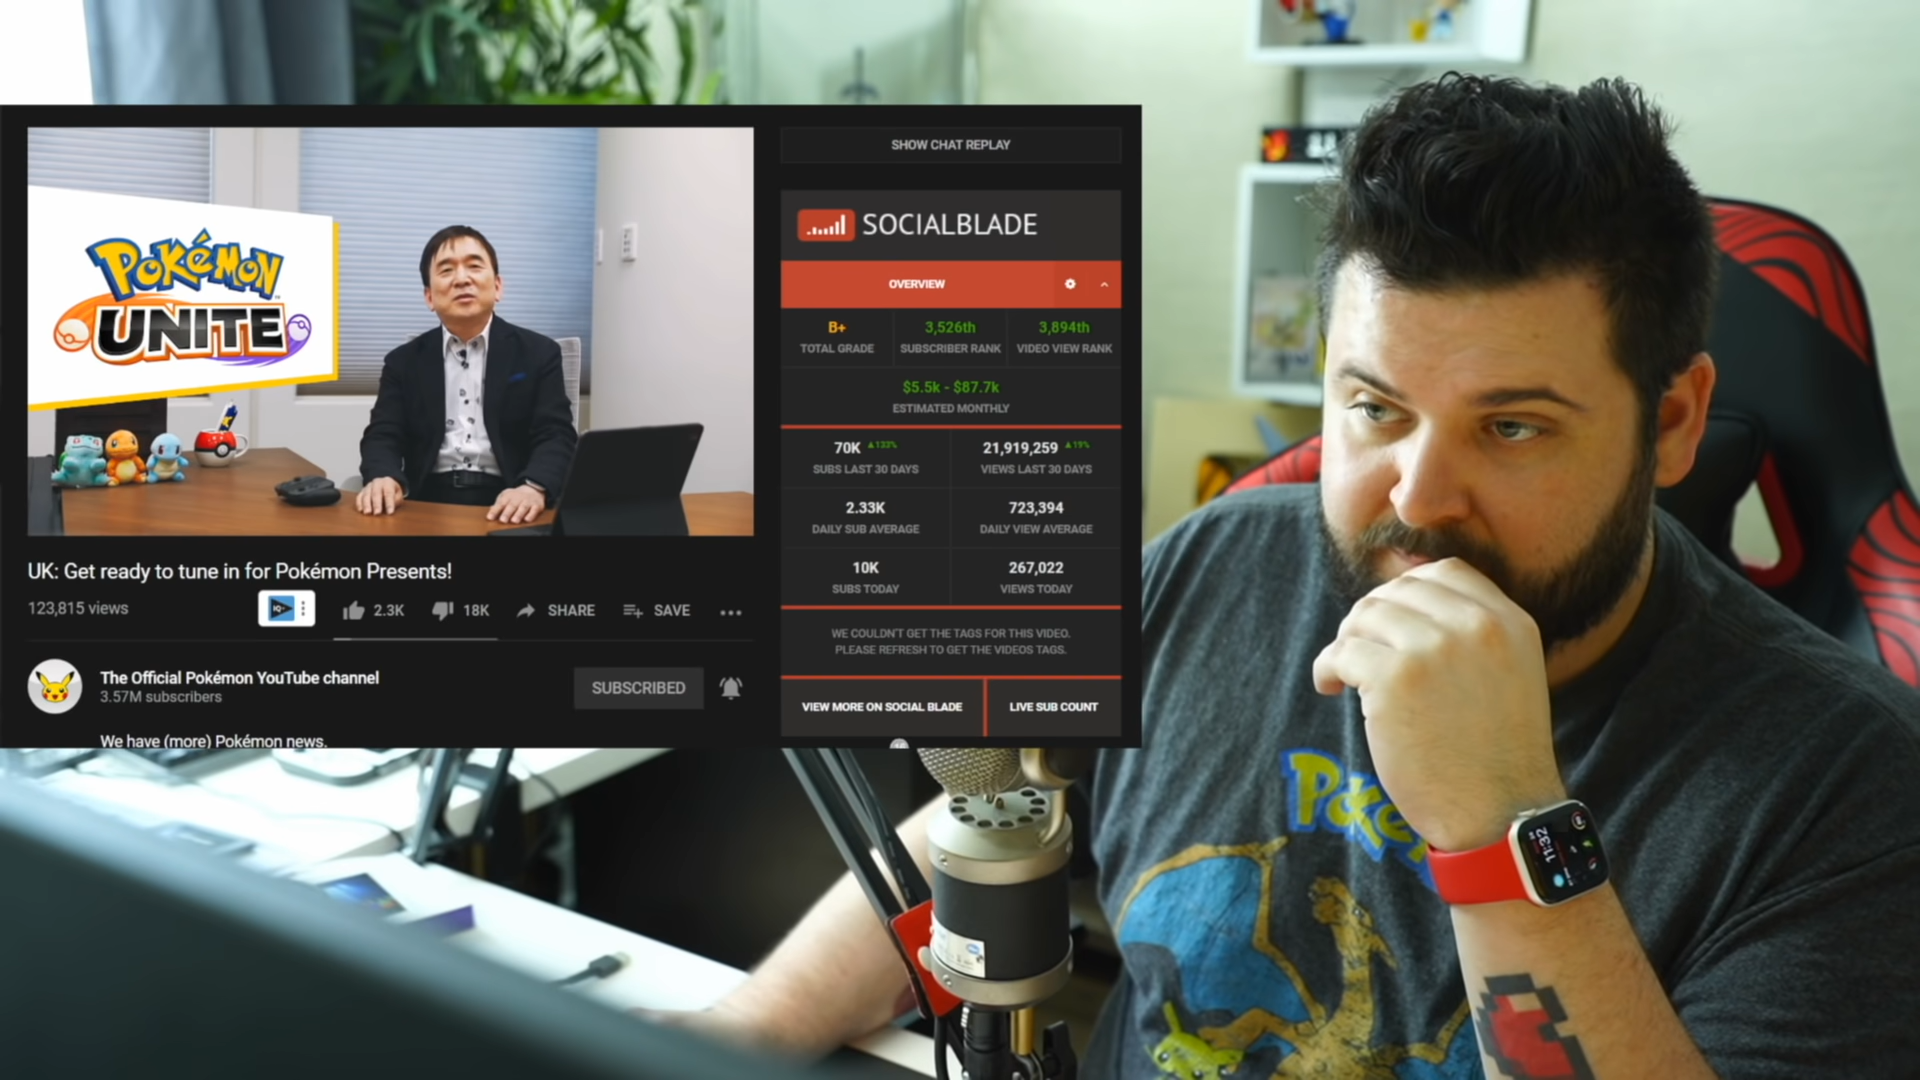 SHOW CHAT REPLAY
POKéMON
UNITE
SOCIALBLADE
OVERVIEW
B+
TOTAL GRADE
3,526th
SUBSCRIBER RANK
3,894th
VIDEO VIEW RANK
$5.5k - $87.7k
ESTIMATED MONTHLY
70K ▲133%
SUBS LAST 30 DAYS
21,919,259 ▲19%
VIEWS LAST 30 DAYS
2.33K
DAILY SUB AVERAGE
723,394
DAILY VIEW AVERAGE
10K
SUBS TODAY
267,022
VIEWS TODAY
WE COULDN'T GET THE TAGS FOR THIS VIDEO.
PLEASE REFRESH TO GET THE VIDEOS TAGS.
VIEW MORE ON SOCIAL BLADE
LIVE SUB COUNT
UK: Get ready to tune in for Pokémon Presents!
123,815 views
IQ
2.3K
18K
SHARE
SAVE
The Official Pokémon YouTube channel
3.57M subscribers
SUBSCRIBED
We have (more) Pokémon news.
Poké
11:32